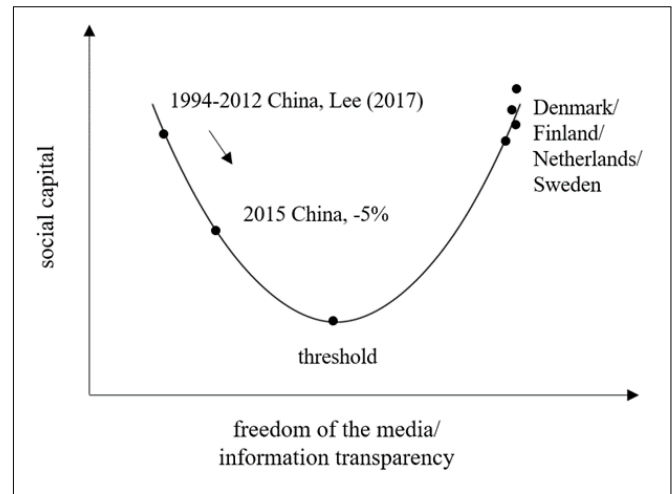 1994-2012 China, Lee (2017)
Denmark/
Finland/
Netherlands/
Sweden
social capital
2015 China, -5%
threshold
freedom of the media/
information transparency